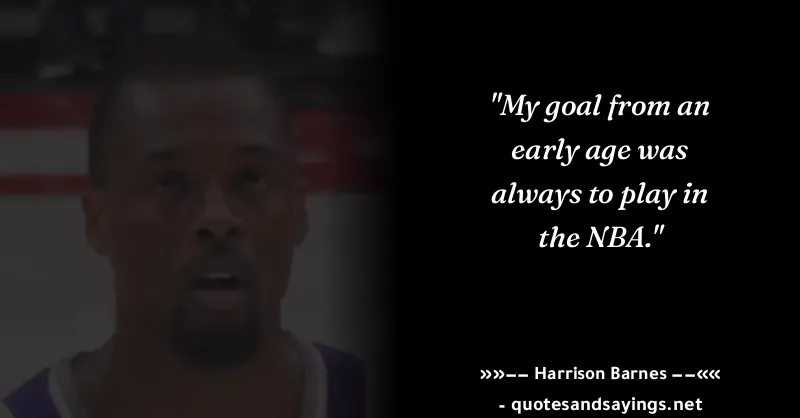 "My goal from an
early age was
always to play in
the NBA."
»»–– Harrison Barnes ––««
- quotesandsayings.net